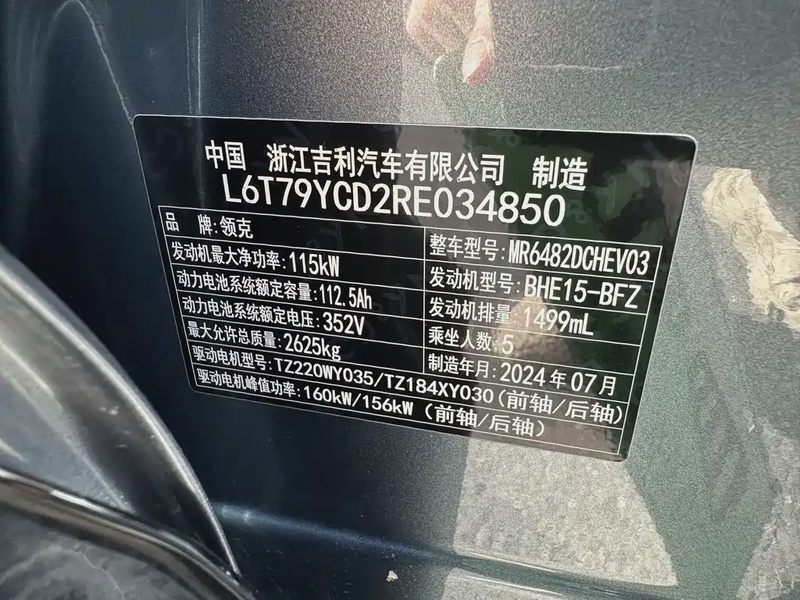 中国 浙江吉利汽车有限公司 制造
L6T79YCD2RE034850
品 牌:领克 整车型号:MR6482DCHEV03
发动机最大净功率:115kW 发动机型号:BHE15-BFZ
动力电池系统额定容量:112.5Ah 发动机排量:1499mL
动力电池系统额定电压:352V 乘坐人数:5
最大允许总质量:2625kg 制造年月:2024年07月
驱动电机型号:TZ220WY035/TZ184XY030(前轴/后轴)
驱动电机峰值功率:160kW/156kW(前轴/后轴)